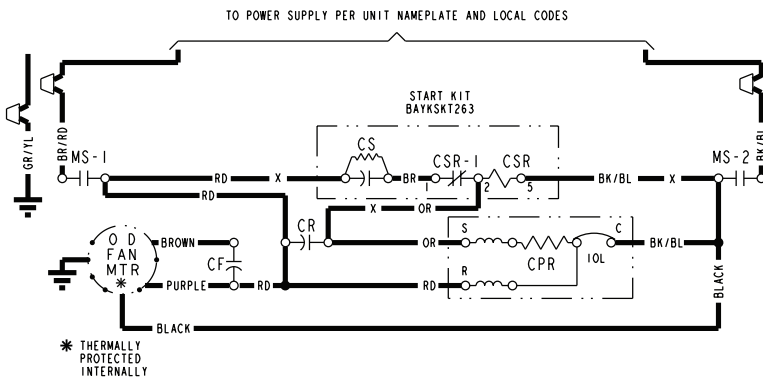 TO POWER SUPPLY PER UNIT NAMEPLATE AND LOCAL CODES
START KIT
BAYKSKT263
GR/YL
BR/RD
BK/BL
MS-1
CS
CSR-1
CSR
MS-2
RD
X
BR
1
2
5
BK/BL
X
RD
X
OR
CR
S
C
O D
FAN
MTR
*
BROWN
CF
OR
CPR
IOL
BK/BL
R
PURPLE
RD
RD
BLACK
BLACK
* THERMALLY
PROTECTED
INTERNALLY